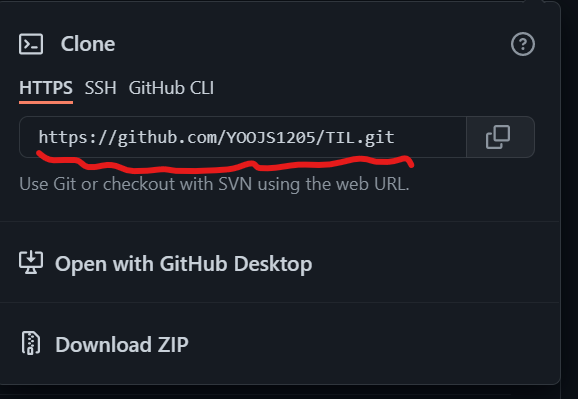 Clone
HTTPS SSH GitHub CLI
https://github.com/YOOJS1205/TIL.git
Use Git or checkout with SVN using the web URL.
Open with GitHub Desktop
Download ZIP